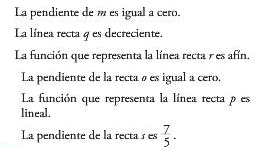 La pendiente de m es igual a cero.
La línea recta q es decreciente.
La función que representa la línea recta r es afín.
La pendiente de la recta o es igual a cero.
La función que representa la línea recta p es
lineal.
La pendiente de la recta s es 7/5.